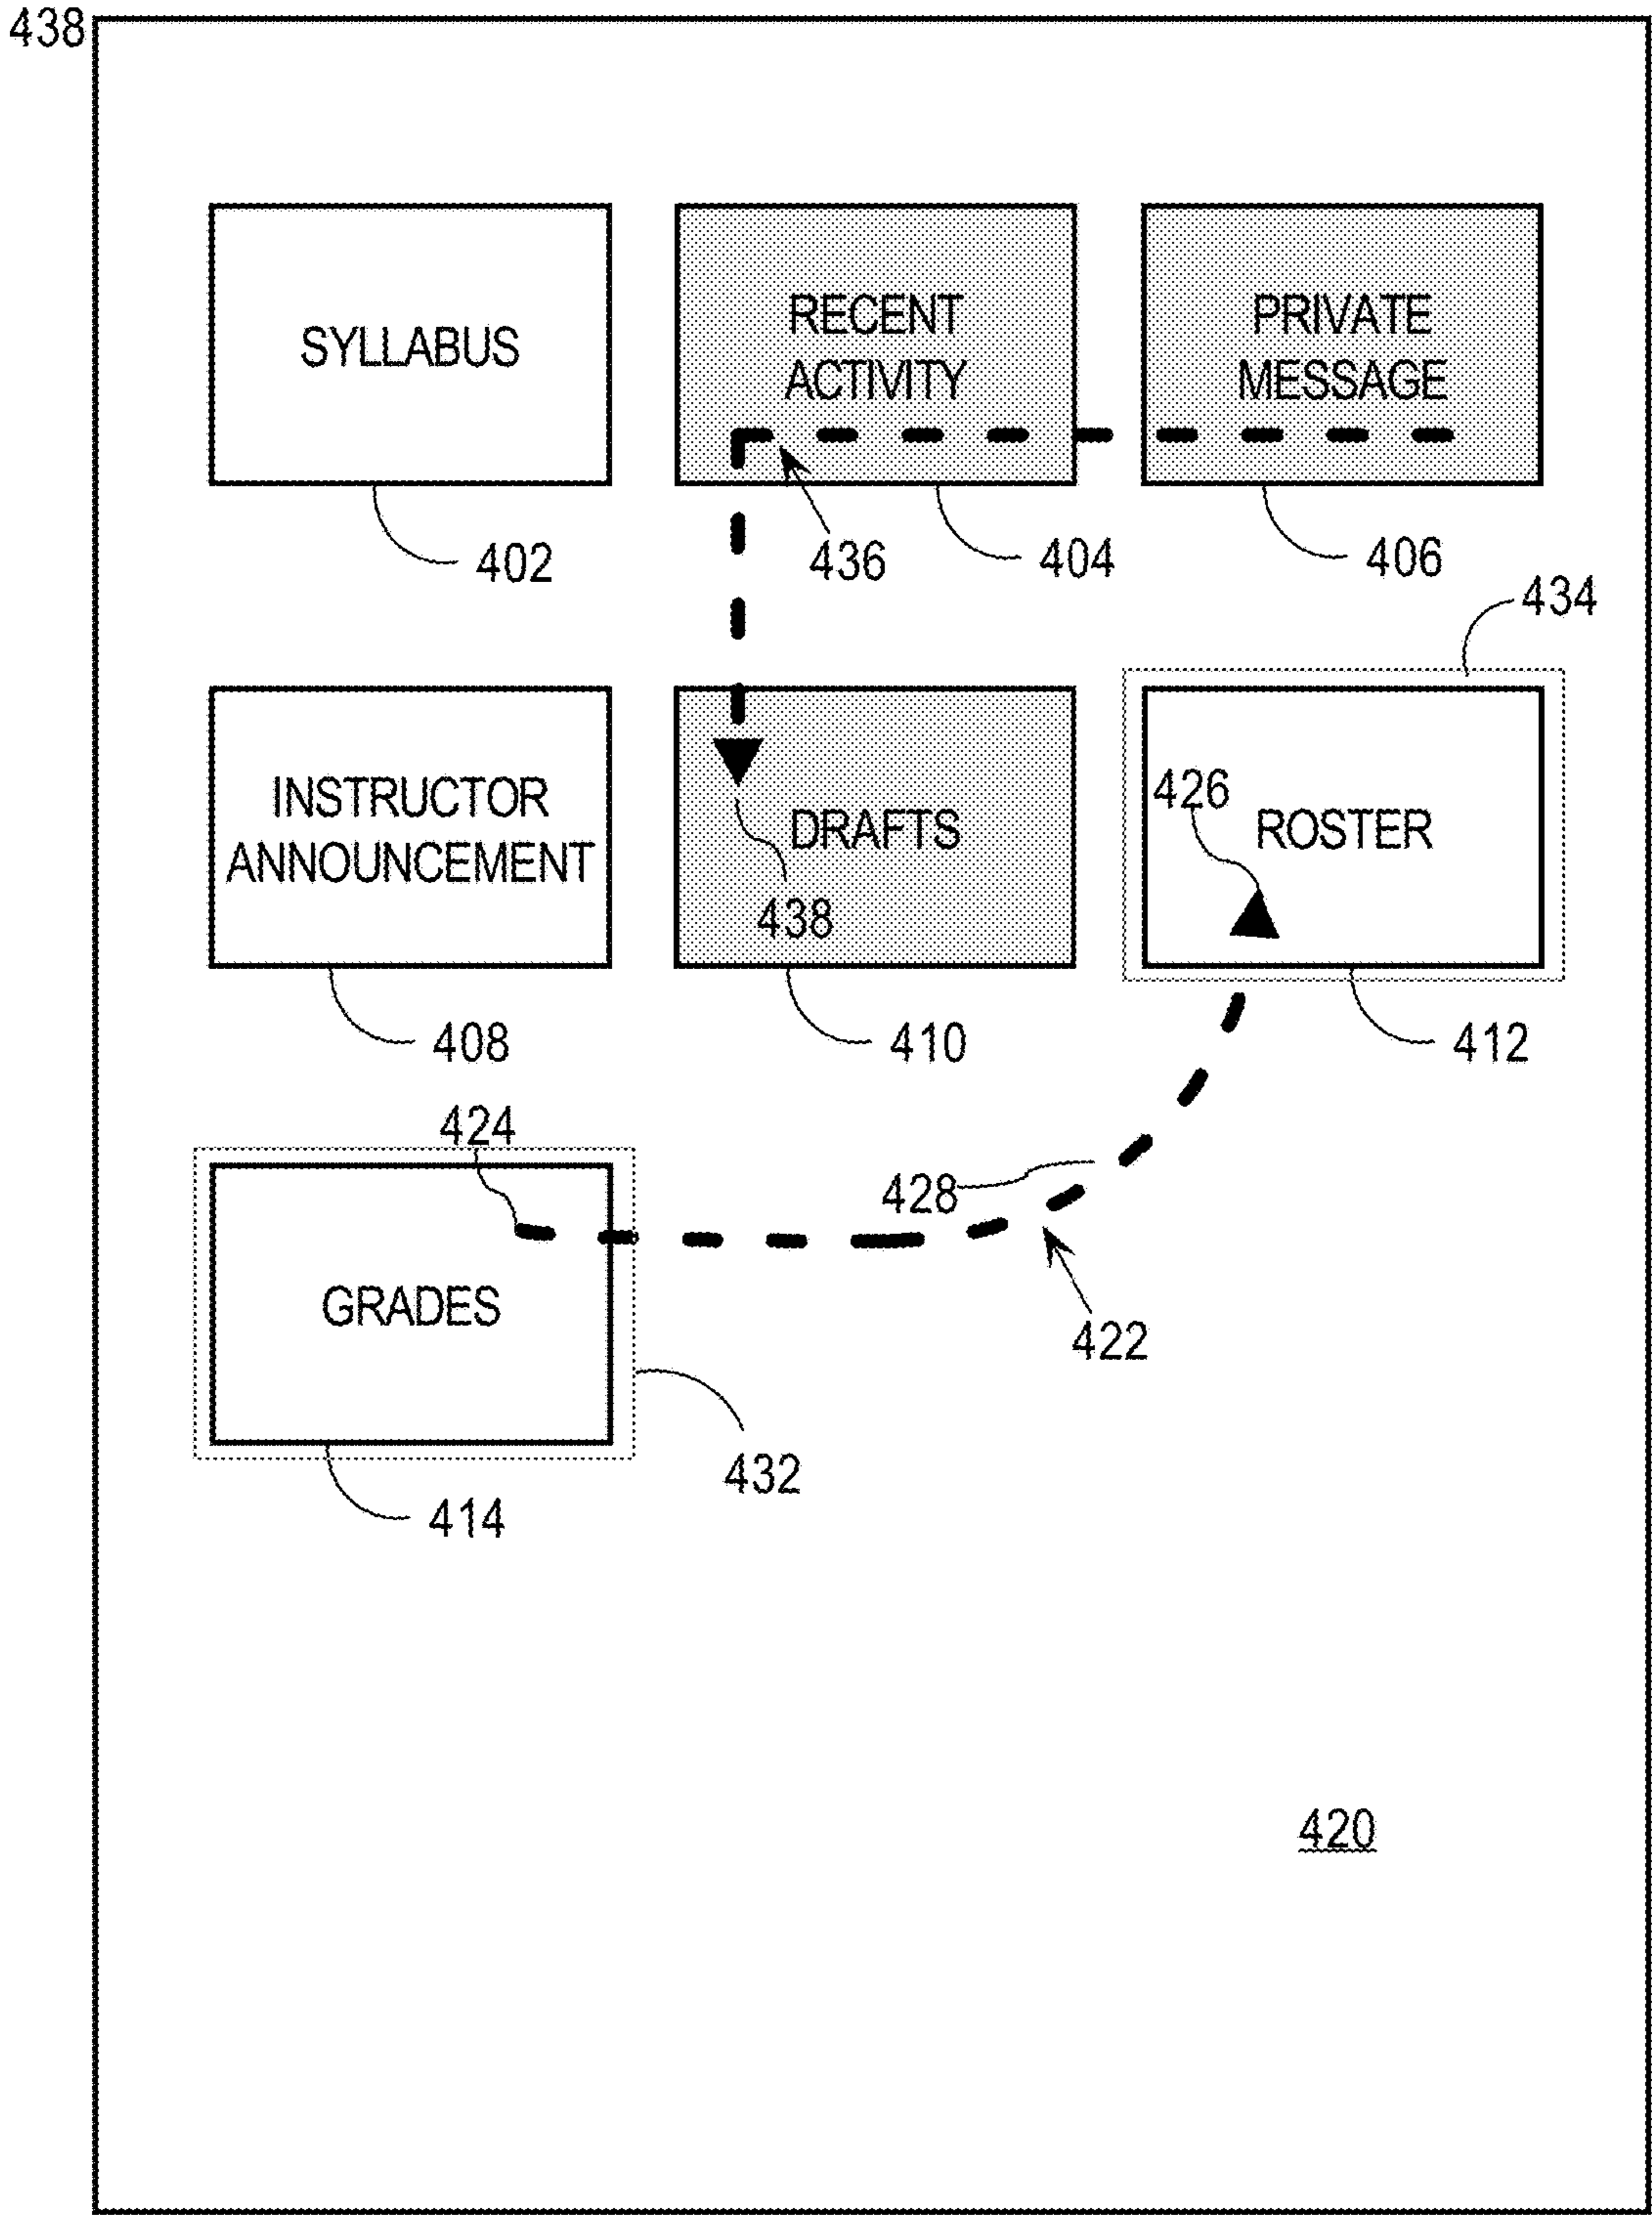 438
SYLLABUS
RECENT
ACTIVITY
PRIVATE
MESSAGE
402
436
404
406
434
INSTRUCTOR
ANNOUNCEMENT
DRAFTS
438
426
ROSTER
408
410
412
424
428
GRADES
422
432
414
420